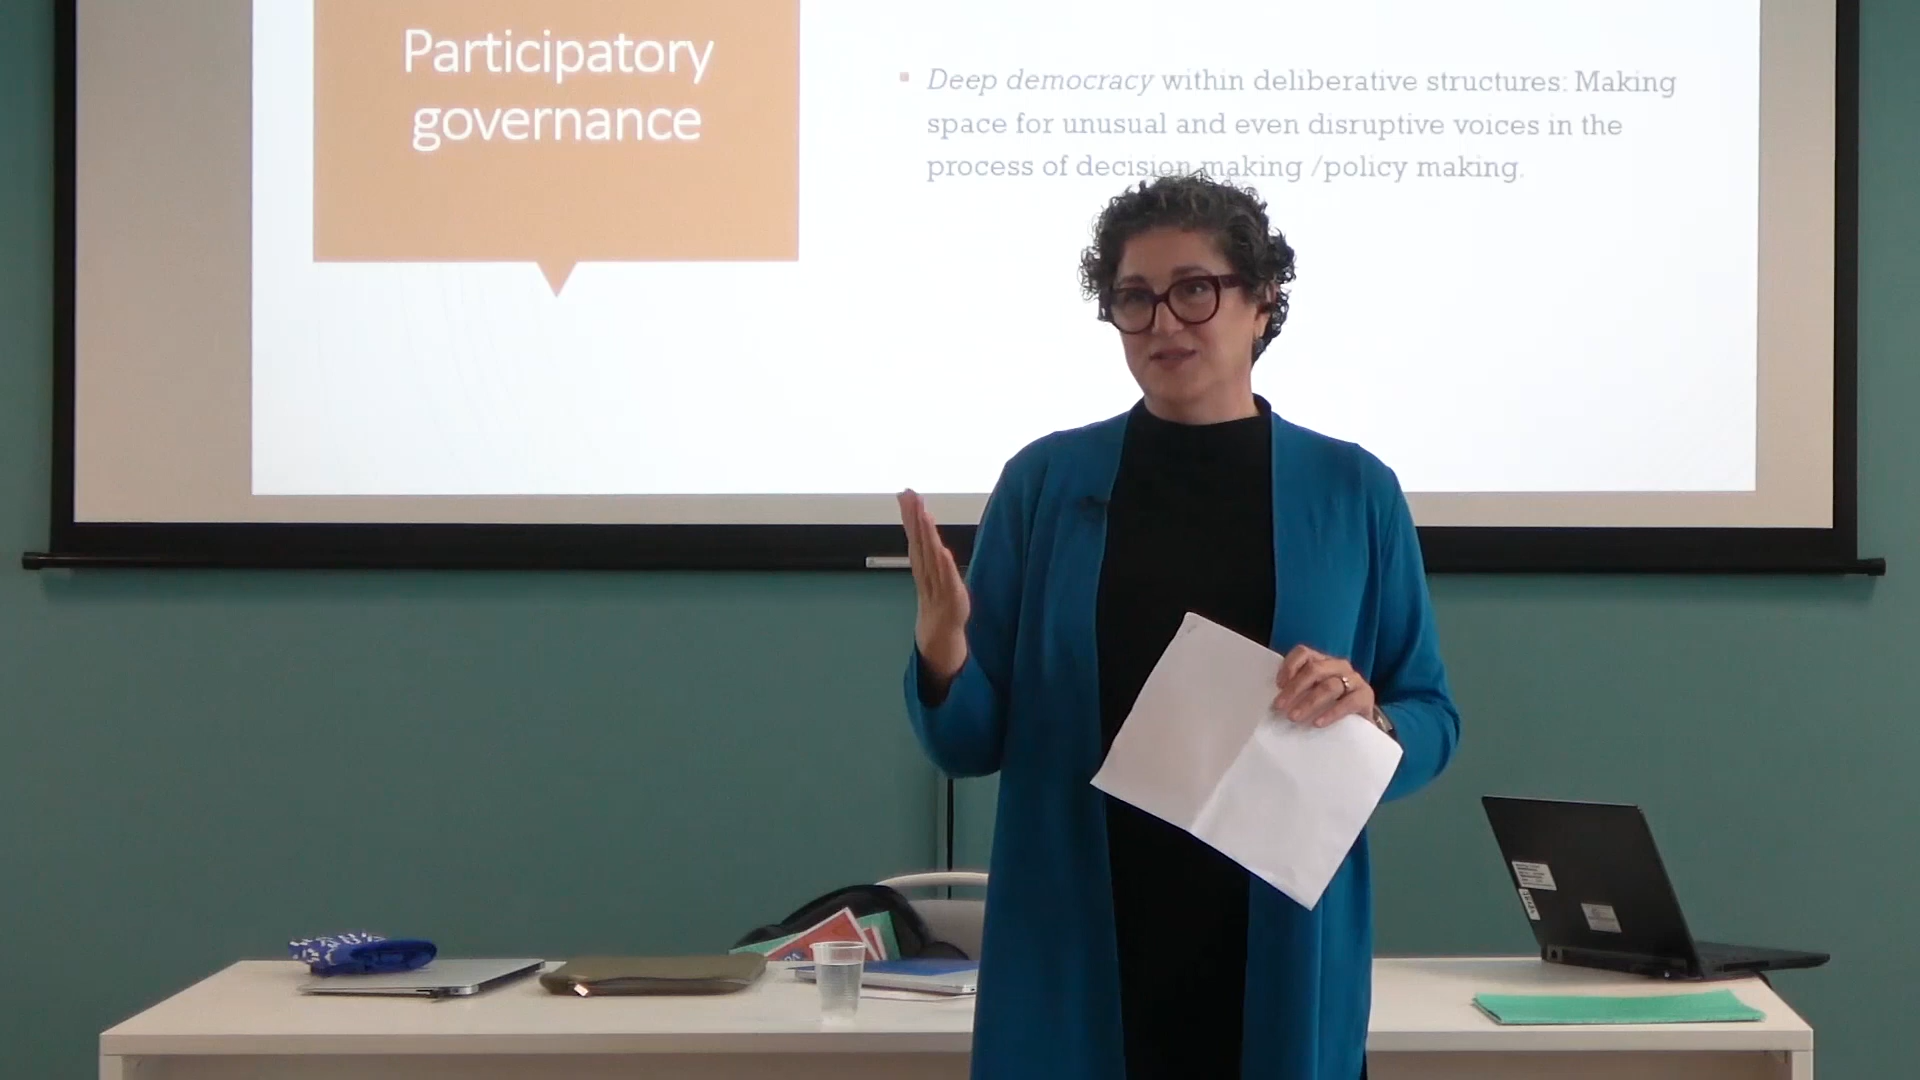 Participatory
governance
Deep democracy within deliberative structures: Making
space for unusual and even disruptive voices in the
process of decision making /policy making.